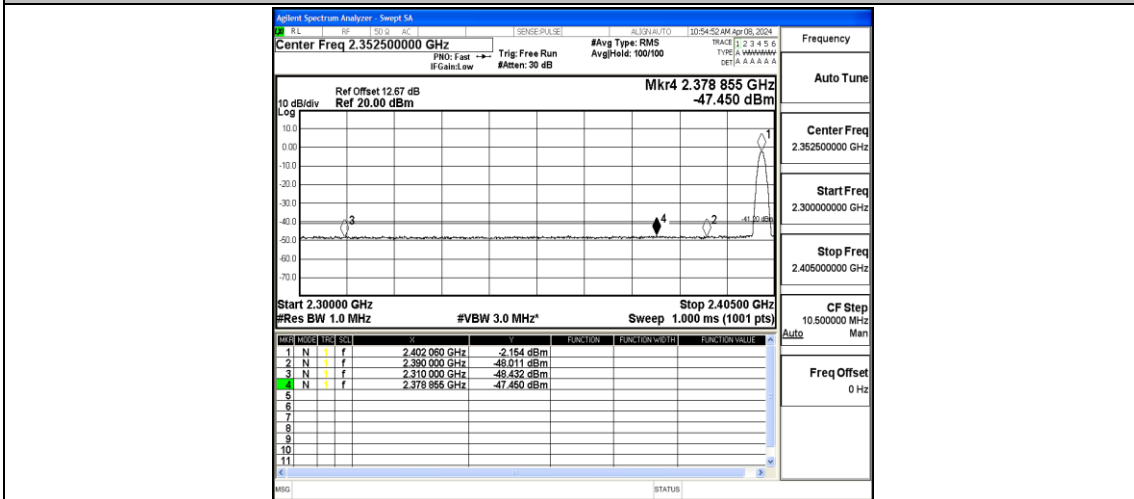 Agilent Spectrum Analyzer - Swept SA
RL RF 50 Ω AC SENSE:PULSE ALIGN AUTO 10:54:52 AM Apr 08, 2024
Center Freq 2.352500000 GHz
PNO: Fast
IFGain:Low
Trig: Free Run
#Atten: 30 dB
#Avg Type: RMS
Avg|Hold: 100/100
TRACE 1 2 3 4 5 6
TYPE A WWWWW
DET A A A A A A
Frequency
Auto Tune
Center Freq
2.352500000 GHz
Start Freq
2.300000000 GHz
Stop Freq
2.405000000 GHz
CF Step
10.500000 MHz
Auto Man
Freq Offset
0 Hz
Mkr4 2.378 855 GHz
-47.450 dBm
10 dB/div
Log
Ref Offset 12.67 dB
Ref 20.00 dBm
10.0
0.00
-10.0
-20.0
-30.0
-40.0
-50.0
-60.0
-70.0
1
2
3
4
-41.00 dBm
Start 2.30000 GHz
Stop 2.40500 GHz
#Res BW 1.0 MHz
#VBW 3.0 MHz*
Sweep 1.000 ms (1001 pts)
MKR MODE TRC SCL X Y FUNCTION FUNCTION WIDTH FUNCTION VALUE
1 N 1 f 2.402 060 GHz -2.154 dBm
2 N 1 f 2.390 000 GHz -48.011 dBm
3 N 1 f 2.310 000 GHz -48.432 dBm
4 N 1 f 2.378 855 GHz -47.450 dBm
5
6
7
8
9
10
11
MSG
STATUS